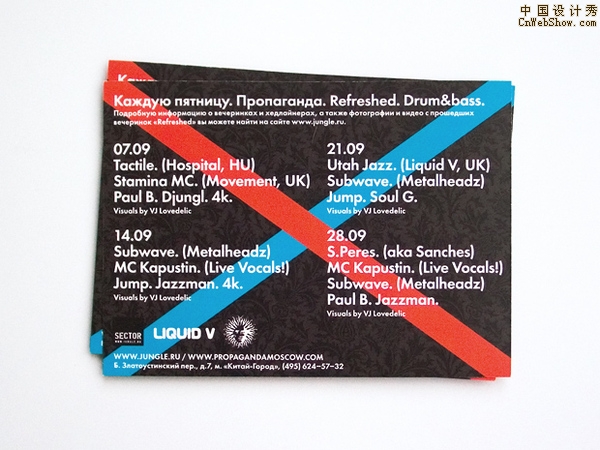 中国设计秀
CnWebShow.com
Каждую пятницу. Пропаганда. Refreshed. Drum&bass.
Подробную информацию о вечеринках и хедлайнерах, а также фотографии и видео с прошедших
вечеринок «Refreshed» вы можете найти на сайте www.jungle.ru.
07.09
Tactile. (Hospital, HU)
Stamina MC. (Movement, UK)
Paul B. Djungl. 4k.
Visuals by VJ Lovedelic
14.09
Subwave. (Metalheadz)
MC Kapustin. (Live Vocals!)
Jump. Jazzman. 4k.
Visuals by VJ Lovedelic
21.09
Utah Jazz. (Liquid V, UK)
Subwave. (Metalheadz)
Jump. Soul G.
Visuals by VJ Lovedelic
28.09
S.Peres. (aka Sanches)
MC Kapustin. (Live Vocals!)
Subwave. (Metalheadz)
Paul B. Jazzman.
Visuals by VJ Lovedelic
SECTOR
WWW.JUNGLE.RU
LIQUID V
WWW.JUNGLE.RU / WWW.PROPAGANDAMOSCOW.COM
Б. Златоустинский пер., д.7, м. «Китай-Город», (495) 624–57–32